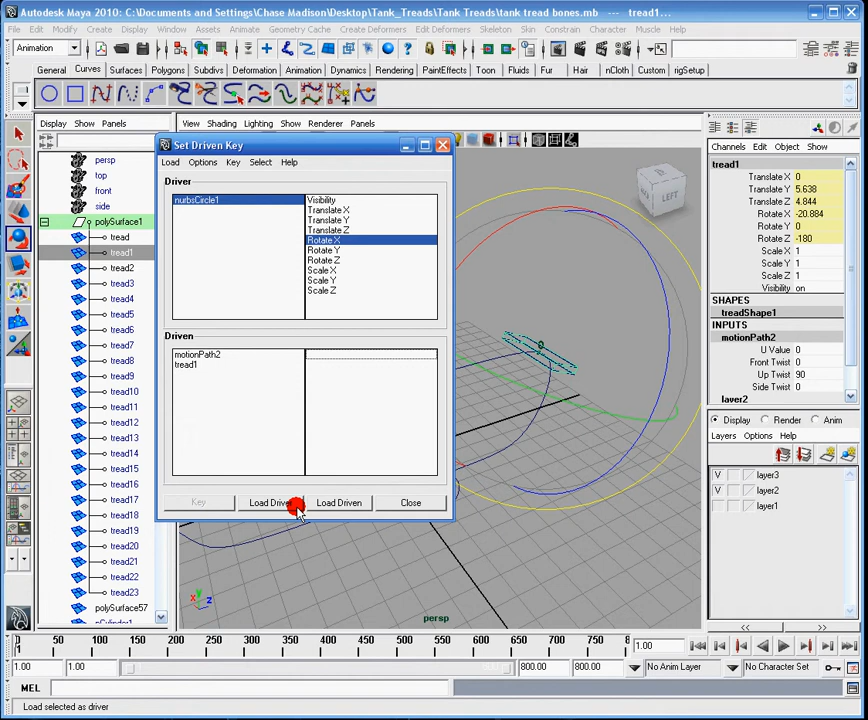 Autodesk Maya 2010: C:\Documents and Settings\Chase Madison\Desktop\Tank_Treads\Tank Treads\tank tread bones.mb --- tread1...
File Edit Modify Create Display Window Assets Animate Geometry Cache Create Deformers Edit Deformers Skeleton Skin Constrain Character Muscle Help
Animation
General Curves Surfaces Polygons Subdivs Deformation Animation Dynamics Rendering PaintEffects Toon Fluids Fur Hair nCloth Custom rigSetup
Display Show Panels
View Shading Lighting Show Renderer Panels
persp
top
front
side
polySurface1
tread
tread1
tread2
tread3
tread4
tread5
tread6
tread7
tread8
tread9
tread10
tread11
tread12
tread13
tread14
tread15
tread16
tread17
tread18
tread19
tread20
tread21
tread22
tread23
polySurface57
Set Driven Key
Load Options Key Select Help
Driver
nurbsCircle1
Visibility
Translate X
Translate Y
Translate Z
Rotate X
Rotate Y
Rotate Z
Scale X
Scale Y
Scale Z
Driven
motionPath2
tread1
Key Load Driver Load Driven Close
LEFT
persp
x y z
Channels Edit Object Show
tread1
Translate X 0
Translate Y 5.638
Translate Z 4.844
Rotate X -20.884
Rotate Y 0
Rotate Z -180
Scale X 1
Scale Y 1
Scale Z 1
Visibility on
SHAPES
treadShape1
INPUTS
motionPath2
U Value 0
Front Twist 0
Up Twist 90
Side Twist 0
layer2
Display Render Anim
Layers Options Help
V layer3
V layer2
layer1
<< >>
1 50 100 150 200 250 300 350 400 450 500 550 600 650 700 750 8
1.00
1.00 1.00 800.00 800.00 No Anim Layer No Character Set
MEL
Load selected as driver